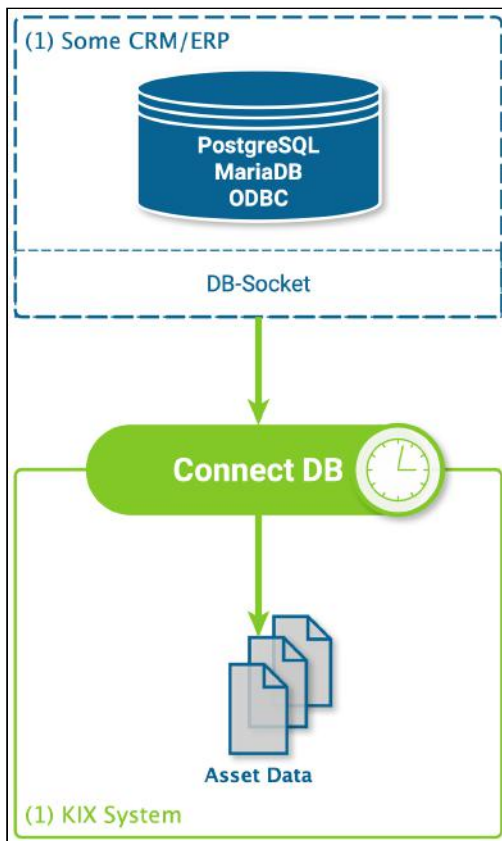 (1) Some CRM/ERP
PostgreSQL
MariaDB
ODBC
DB-Socket
Connect DB
Asset Data
(1) KIX System